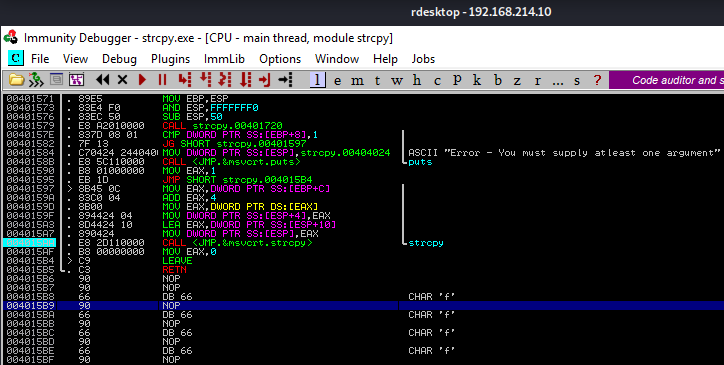 rdesktop - 192.168.214.10
Immunity Debugger - strcpy.exe - [CPU - main thread, module strcpy]
C File View Debug Plugins ImmLib Options Window Help Jobs
l e m t w h c p k b z r ... s ? Code auditor and s
00401571 . 89E5 MOV EBP,ESP
00401573 . 83E4 F0 AND ESP,FFFFFFF0
00401576 . 83EC 50 SUB ESP,50
00401579 . E8 A2010000 CALL strcpy.00401720
0040157E . 837D 08 01 CMP DWORD PTR SS:[EBP+8],1
00401582 . 7F 13 JG SHORT strcpy.00401597
00401584 . C70424 244040 MOV DWORD PTR SS:[ESP],strcpy.00404024 ASCII "Error - You must supply atleast one argument"
0040158B . E8 5C110000 CALL <JMP.&msvcrt.puts> puts
00401590 . B8 01000000 MOV EAX,1
00401595 . EB 1D JMP SHORT strcpy.004015B4
00401597 > 8B45 0C MOV EAX,DWORD PTR SS:[EBP+C]
0040159A . 83C0 04 ADD EAX,4
0040159D . 8B00 MOV EAX,DWORD PTR DS:[EAX]
0040159F . 894424 04 MOV DWORD PTR SS:[ESP+4],EAX
004015A3 . 8D4424 10 LEA EAX,DWORD PTR SS:[ESP+10]
004015A7 . 890424 MOV DWORD PTR SS:[ESP],EAX
. E8 2D110000 CALL <JMP.&msvcrt.strcpy> strcpy
004015AF . B8 00000000 MOV EAX,0
004015B4 > C9 LEAVE
004015B5 . C3 RETN
004015B6 90 NOP
004015B7 90 NOP
004015B8 66 DB 66 CHAR 'f'
004015B9 90 NOP
004015BA 66 DB 66 CHAR 'f'
004015BB 90 NOP
004015BC 66 DB 66 CHAR 'f'
004015BD 90 NOP
004015BE 66 DB 66 CHAR 'f'
004015BF 90 NOP